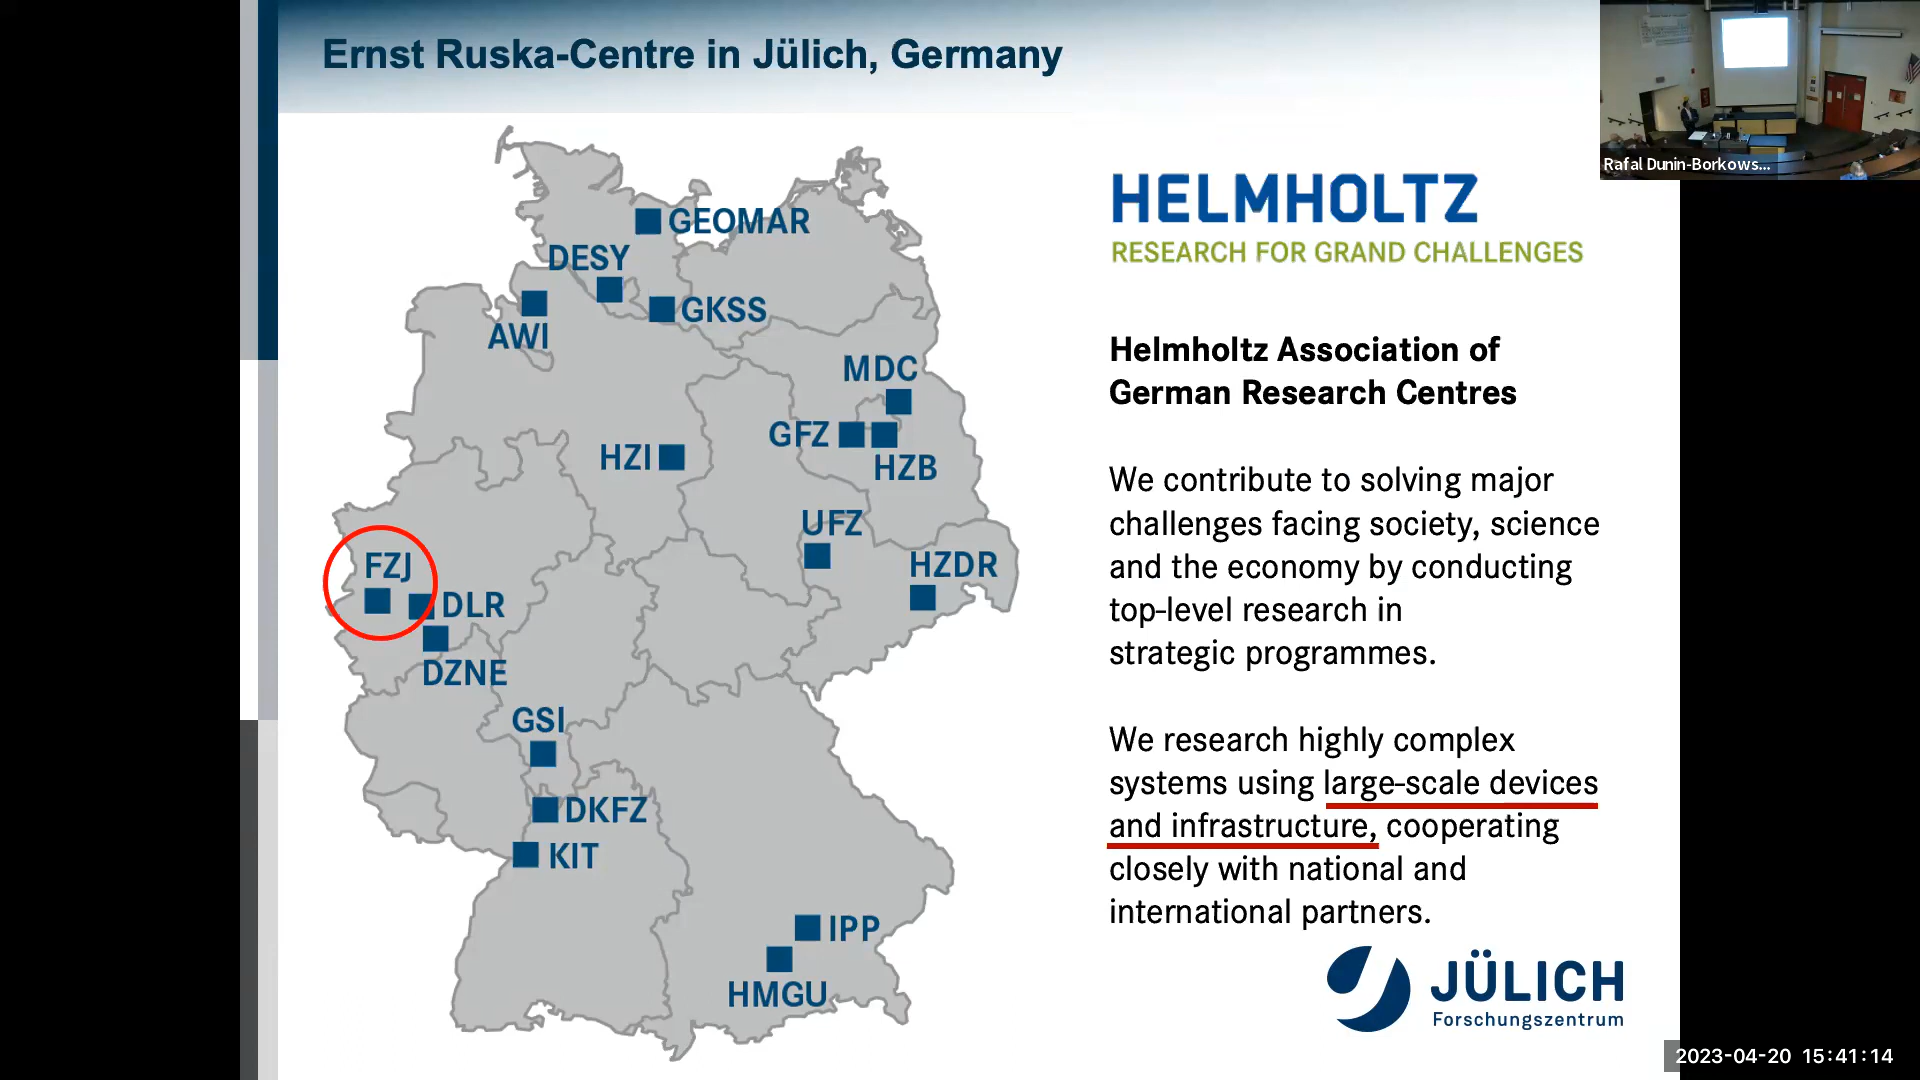 Ernst Ruska-Centre in Jülich, Germany
Rafal Dunin-Borkows...
GEOMAR
DESY
GKSS
AWI
MDC
GFZ
HZB
HZI
UFZ
HZDR
FZJ
DLR
DZNE
GSI
DKFZ
KIT
IPP
HMGU
HELMHOLTZ
RESEARCH FOR GRAND CHALLENGES
Helmholtz Association of
German Research Centres
We contribute to solving major
challenges facing society, science
and the economy by conducting
top-level research in
strategic programmes.
We research highly complex
systems using large-scale devices
and infrastructure, cooperating
closely with national and
international partners.
JÜLICH
Forschungszentrum
2023-04-20 15:41:14